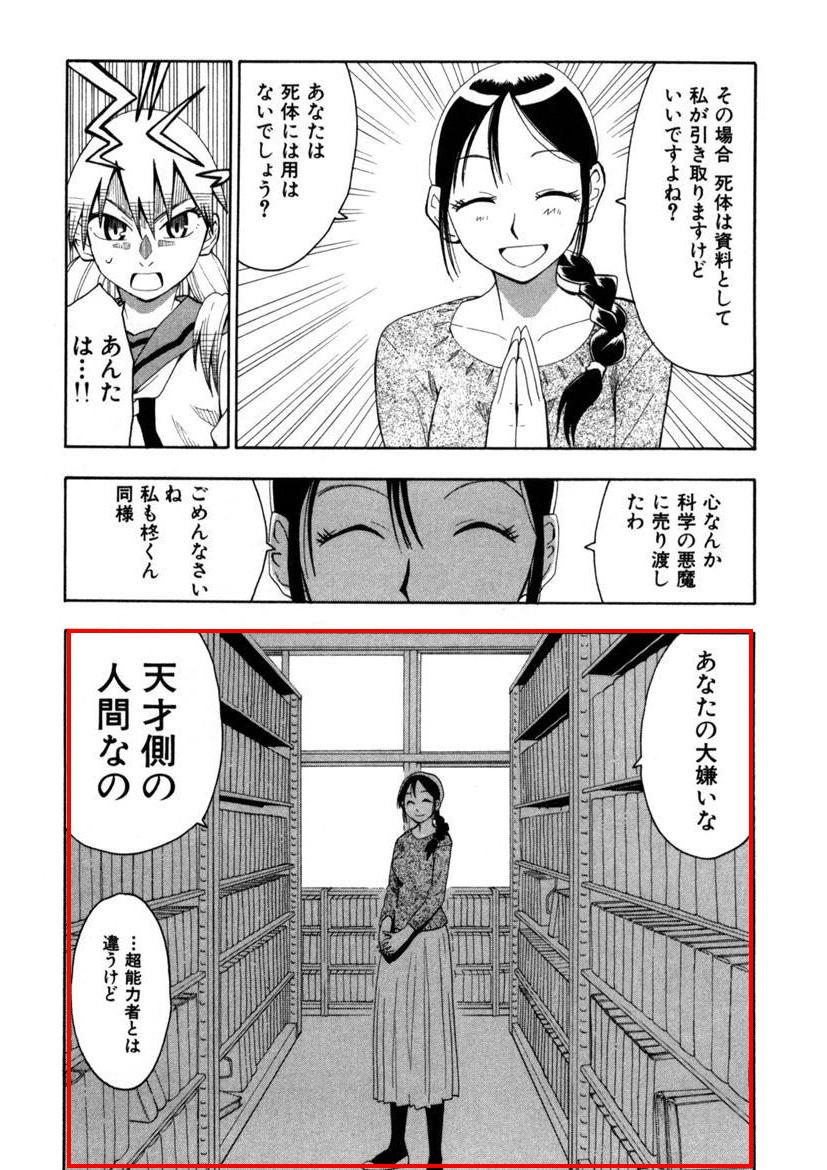 その場合 死体は資料として
私が引き取りますけど
いいですよね？
あなたは
死体には用は
ないでしょう？
あんた
は…!!
心なんか
科学の悪魔
に売り渡し
たわ
ごめんなさい
ね
私も柊くん
同様
あなたの大嫌いな
天才側の
人間なの
…超能力者とは
違うけど